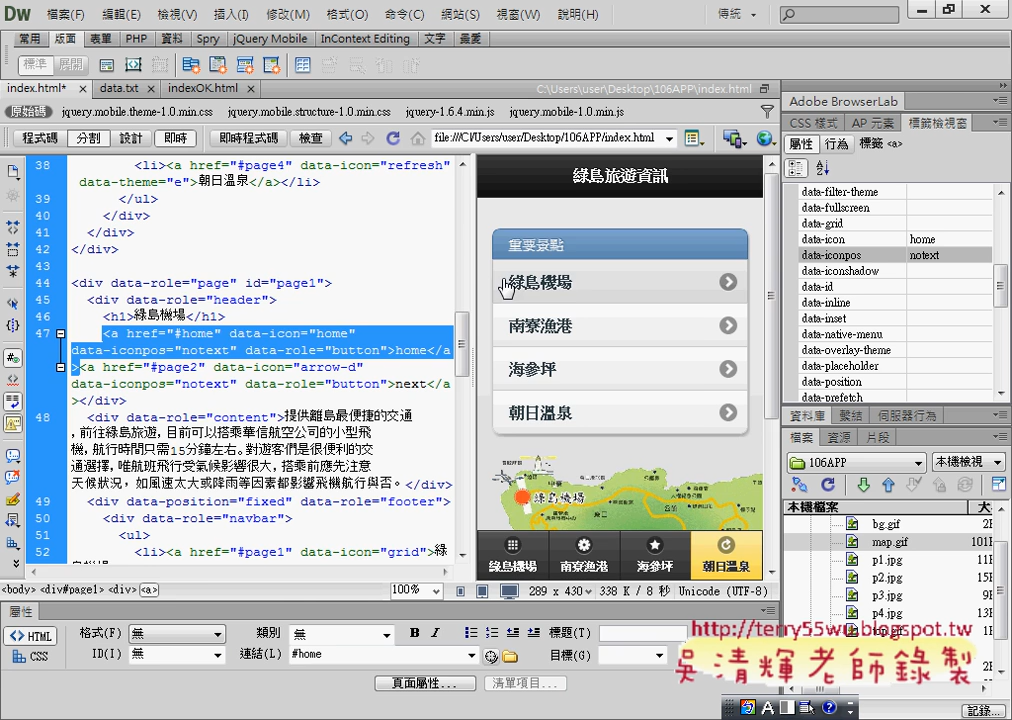 Dw 檔案(F) 編輯(E) 檢視(V) 插入(I) 修改(M) 格式(O) 命令(C) 網站(S) 視窗(W) 說明(H) 傳統
常用 版面 表單 PHP 資料 Spry jQuery Mobile InContext Editing 文字 最愛
標準 展開
index.html* × data.txt × indexOK.html × C:\Users\user\Desktop\106APP\index.html
原始碼 jquery.mobile.theme-1.0.min.css jquery.mobile.structure-1.0.min.css jquery-1.6.4.min.js jquery.mobile-1.0.min.js
程式碼 分割 設計 即時 即時程式碼 檢查 file:///C|/Users/user/Desktop/106APP/index.html
38 <li><a href="#page4" data-icon="refresh"
data-theme="e">朝日溫泉</a></li>
39 </ul>
40 </div>
41 </div>
42 </div>
43
44 <div data-role="page" id="page1">
45 <div data-role="header">
46 <h1>綠島機場</h1>
47 <a href="#home" data-icon="home"
data-iconpos="notext" data-role="button">home</a
><a href="#page2" data-icon="arrow-d"
data-iconpos="notext" data-role="button">next</a
></div>
48 <div data-role="content">提供離島最便捷的交通
，前往綠島旅遊，目前可以搭乘華信航空公司的小型飛
機，航行時間只需15分鐘左右。對遊客們是很便利的交
通選擇，唯航班飛行受氣候影響很大，搭乘前應先注意
天候狀況，如風速太大或降雨等因素都影響飛機航行與否。</div>
49 <div data-position="fixed" data-role="footer">
50 <div data-role="navbar">
51 <ul>
52 <li><a href="#page1" data-icon="grid">綠
綠島旅遊資訊
重要景點
綠島機場
南寮漁港
海參坪
朝日溫泉
綠島機場
綠島機場 南寮漁港 海參坪 朝日溫泉
<body> <div#page1> <div> <a> 100% 289 x 430 338 K / 8 秒 Unicode (UTF-8)
屬性
<> HTML 格式(F) 無 類別 無 B I 標題(T)
CSS ID(I) 無 連結(L) #home 目標(G)
頁面屬性... 清單項目...
Adobe BrowserLab
CSS 樣式 AP 元素 標籤檢視窗
屬性 行為 標籤 <a>
data-filter-theme
data-fullscreen
data-grid
data-icon home
data-iconpos notext
data-iconshadow
data-id
data-inline
data-inset
data-native-menu
data-overlay-theme
data-placeholder
data-position
data-prefetch
資料庫 繫結 伺服器行為
檔案 資源 片段
106APP 本機檢視
本機檔案 大
bg.gif 2E
map.gif 101I
p1.jpg 11I
p2.jpg 15I
p3.jpg 9I
p4.jpg 13I
http://terry55wu.blogspot.tw
吳清輝老師錄製
記錄...